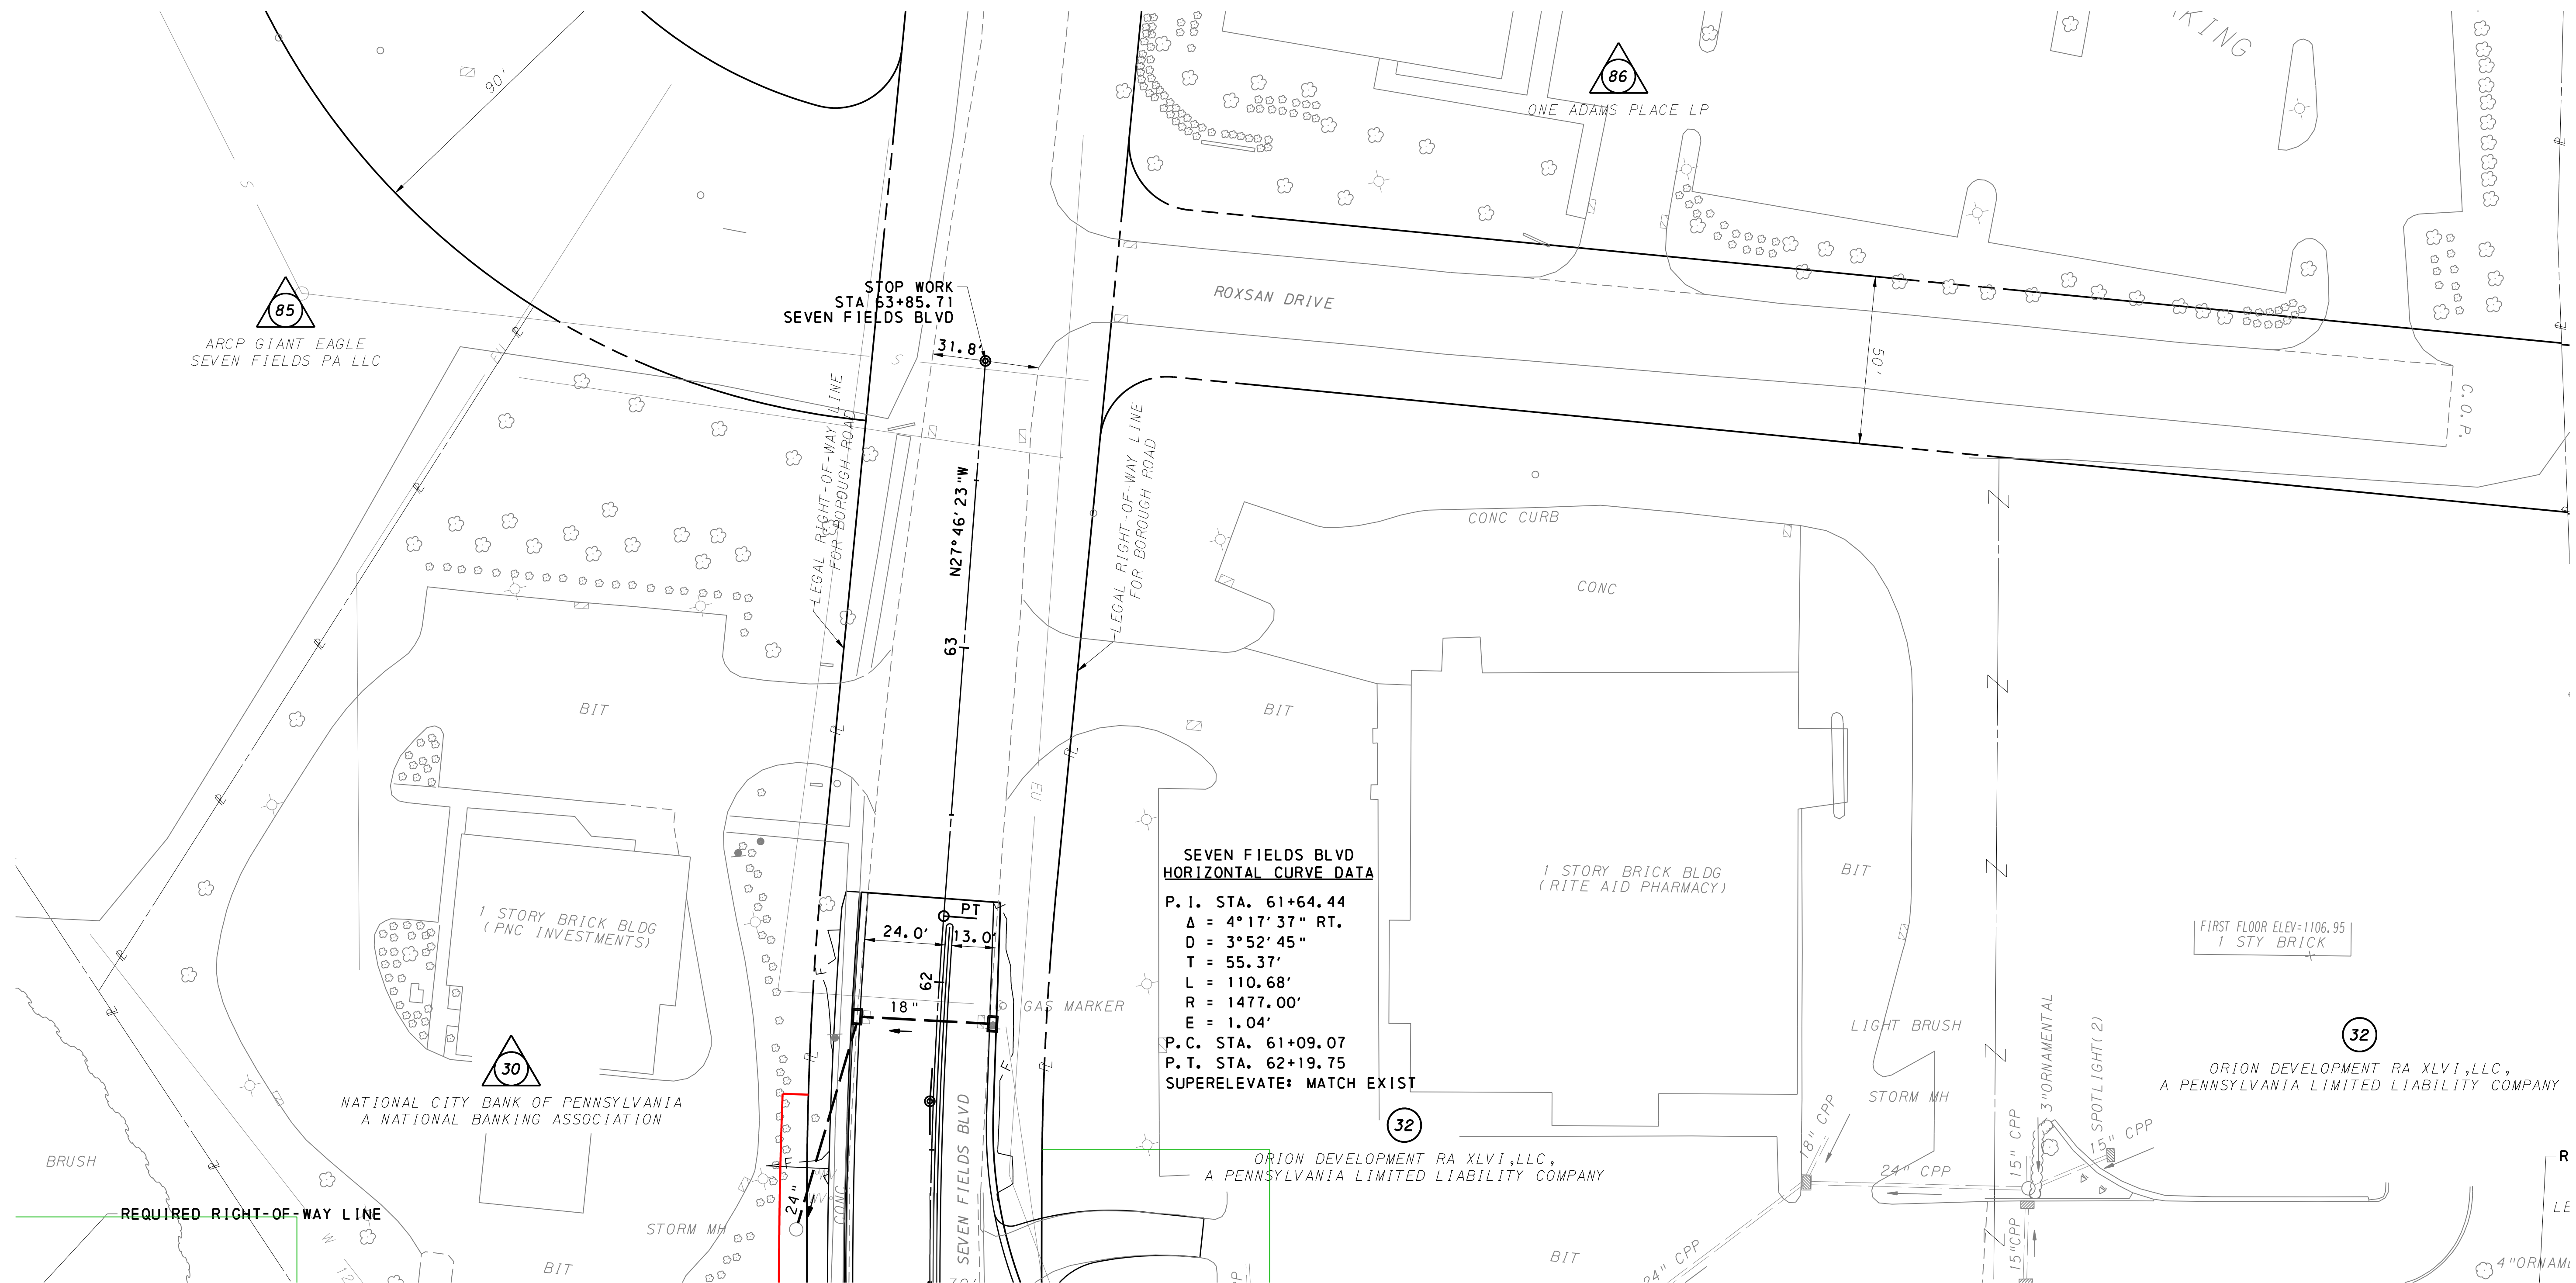 KING
90'
86
ONE ADAMS PLACE LP
S
85
ARCP GIANT EAGLE
SEVEN FIELDS PA LLC
STOP WORK
STA 63+85.71
SEVEN FIELDS BLVD
ROXSAN DRIVE
31.8'
S
EU
50'
C.O.P.
LEGAL RIGHT-OF-WAY LINE
FOR BOROUGH ROAD
N27°46'23"W
LEGAL RIGHT-OF-WAY LINE
FOR BOROUGH ROAD
CONC CURB
CONC
63
BIT
BIT
EU
SEVEN FIELDS BLVD
HORIZONTAL CURVE DATA
P.I. STA. 61+64.44
Δ = 4°17'37" RT.
D = 3°52'45"
T = 55.37'
L = 110.68'
R = 1477.00'
E = 1.04'
P.C. STA. 61+09.07
P.T. STA. 62+19.75
SUPERELEVATE: MATCH EXIST
1 STORY BRICK BLDG
(RITE AID PHARMACY)
BIT
1 STORY BRICK BLDG
(PNC INVESTMENTS)
PT
24.0'
13.0'
62
18"
GAS MARKER
FIRST FLOOR ELEV=1106.95
1 STY BRICK
LIGHT BRUSH
STORM MH
3"ORNAMENTAL
SPOTLIGHT(2)
32
ORION DEVELOPMENT RA XLVI,LLC,
A PENNSYLVANIA LIMITED LIABILITY COMPANY
30
NATIONAL CITY BANK OF PENNSYLVANIA
A NATIONAL BANKING ASSOCIATION
F
F
F
32
ORION DEVELOPMENT RA XLVI,LLC,
A PENNSYLVANIA LIMITED LIABILITY COMPANY
18" CPP
24" CPP
15" CPP
15" CPP
BRUSH
REQUIRED RIGHT-OF-WAY LINE
W
12
BIT
STORM MH
24"
CONC
SEVEN FIELDS BLVD
BIT
24" CPP
15"CPP
R
LE
4"ORNAM